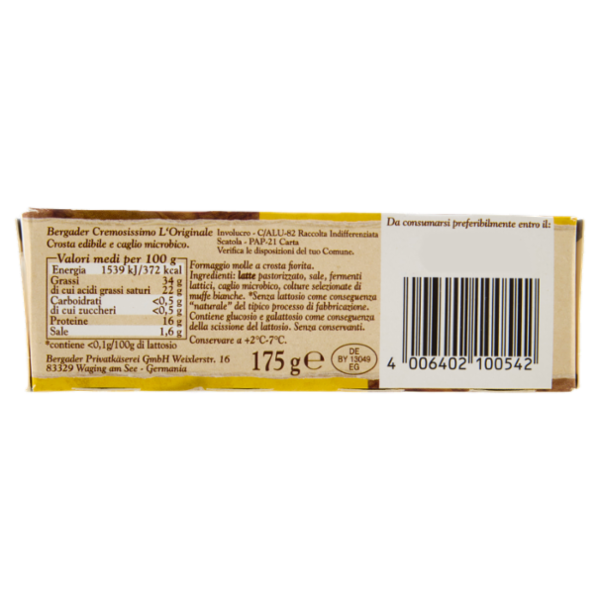 Bergader Cremosissimo L'Originale
Crosta edibile e caglio microbico.
Involucro - C/ALU-82 Raccolta Indifferenziata
Scatola - PAP-21 Carta
Verifica le disposizioni del tuo Comune.
Valori medi per 100 g
Energia 1539 kJ/372 kcal
Grassi 34 g
di cui acidi grassi saturi 22 g
Carboidrati <0,5 g
di cui zuccheri <0,5 g
Proteine 16 g
Sale 1,6 g
*contiene <0,1g/100g di lattosio
Bergader Privatkäserei GmbH Weixlerstr. 16
83329 Waging am See - Germania
Formaggio molle a crosta fiorita.
Ingredienti: latte pastorizzato, sale, fermenti
lattici, caglio microbico, colture selezionate di
muffe bianche. *Senza lattosio come conseguenza
"naturale" del tipico processo di fabbricazione.
Contiene glucosio e galattosio come conseguenza
della scissione del lattosio. Senza conservanti.
Conservare a +2°C-7°C.
175 g ℮
DE
BY 13049
EG
Da consumarsi preferibilmente entro il:
4 006402 100542